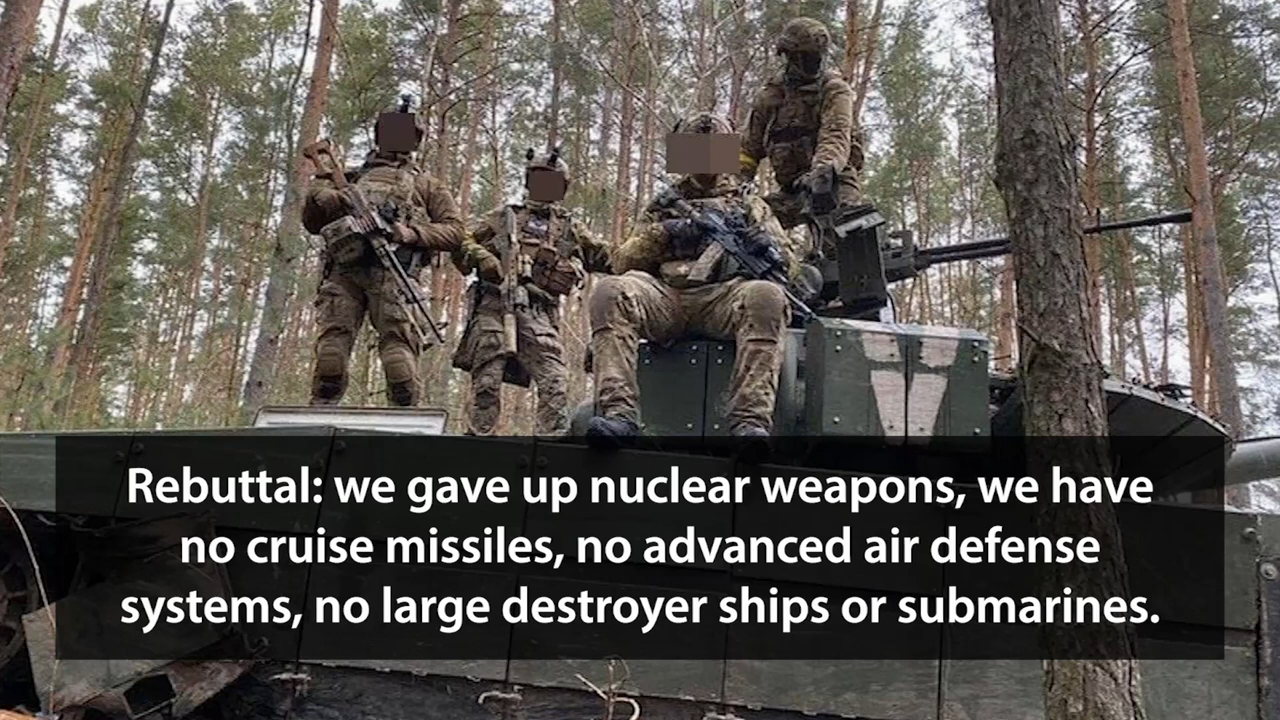 Rebuttal: we gave up nuclear weapons, we have
no cruise missiles, no advanced air defense
systems, no large destroyer ships or submarines.